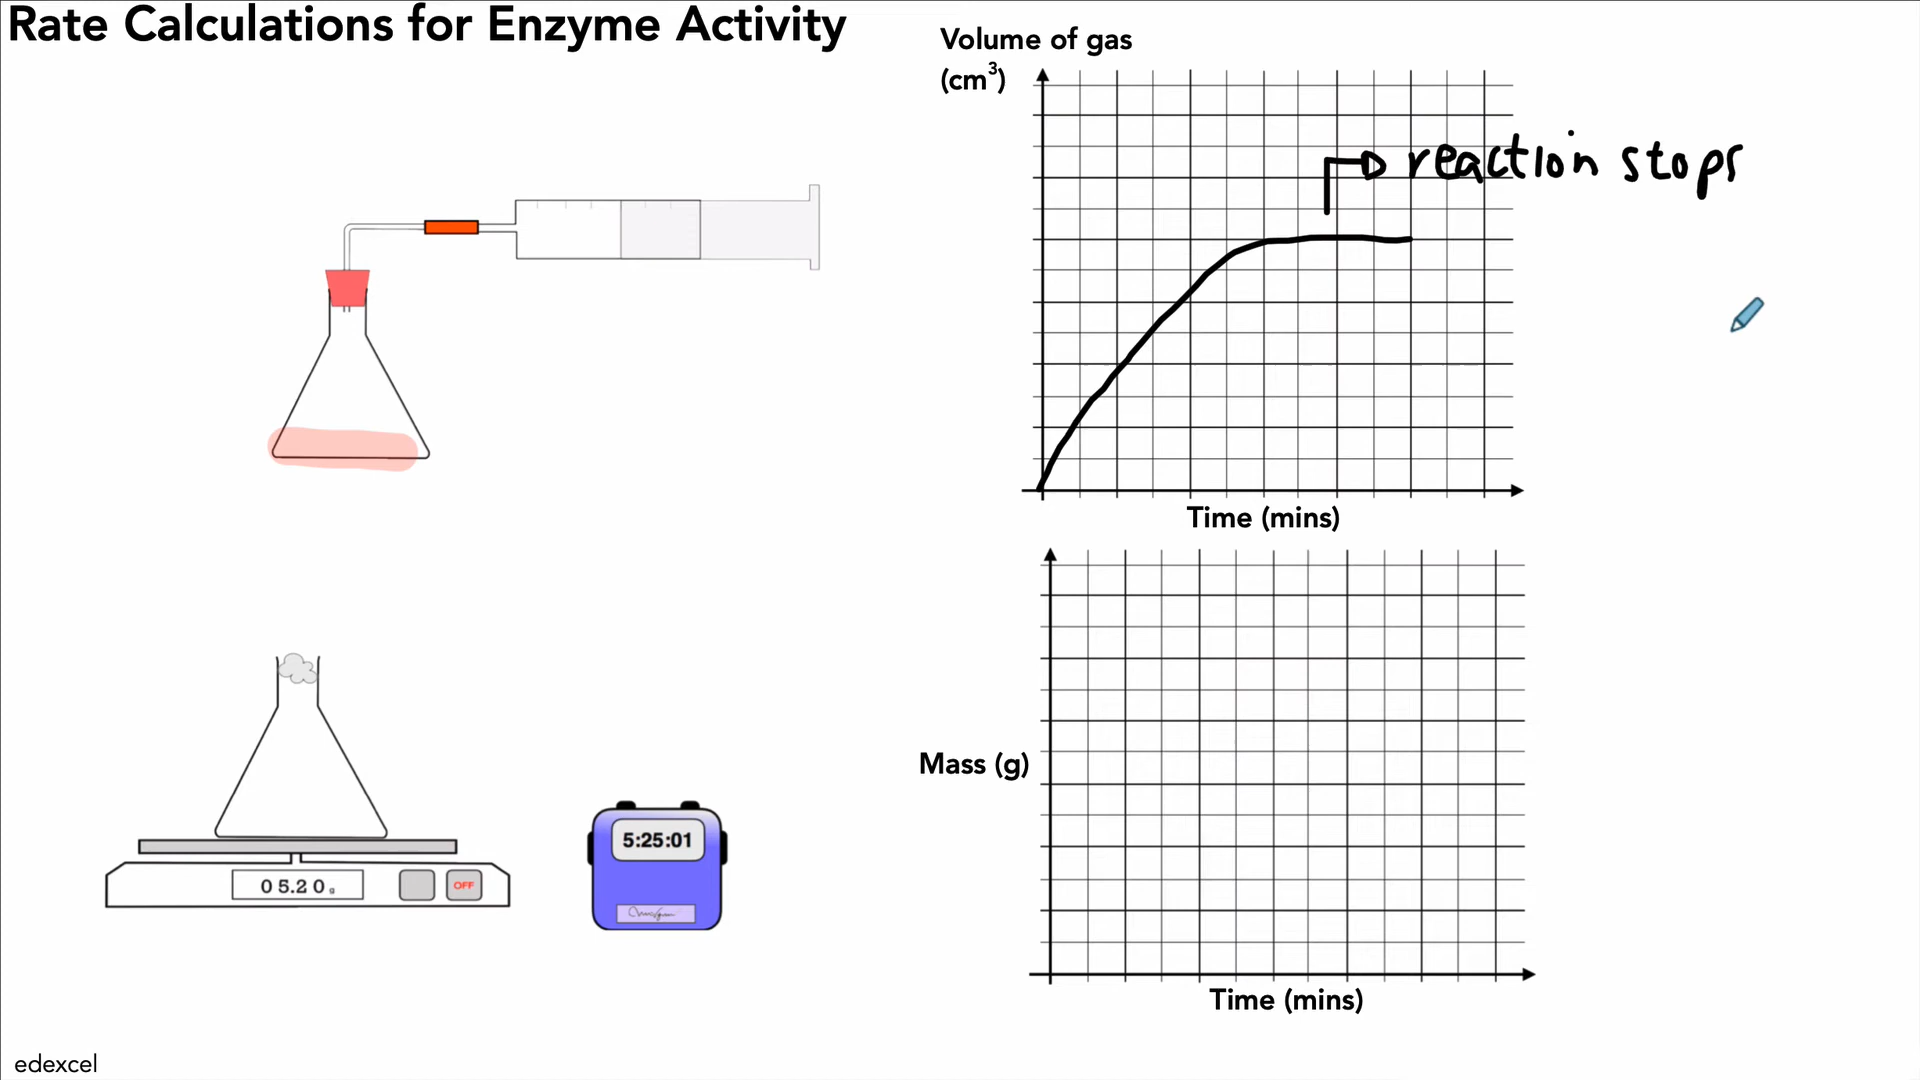 Rate Calculations for Enzyme Activity
Volume of gas
(cm³)
reaction stops
Time (mins)
Mass (g)
05.20g
OFF
5:25:01
Time (mins)
edexcel